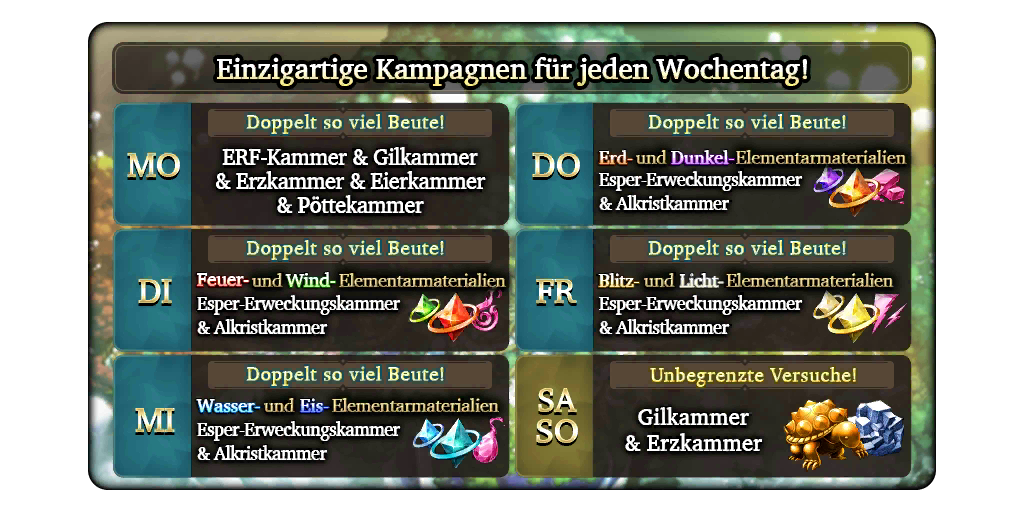 Einzigartige Kampagnen für jeden Wochentag!
MO
Doppelt so viel Beute!
ERF-Kammer & Gilkammer
& Erzkammer & Eierkammer
& Pöttekammer
DI
Doppelt so viel Beute!
Feuer- und Wind-Elementarmaterialien
Esper-Erweckungskammer
& Alkristkammer
MI
Doppelt so viel Beute!
Wasser- und Eis-Elementarmaterialien
Esper-Erweckungskammer
& Alkristkammer
DO
Doppelt so viel Beute!
Erd- und Dunkel-Elementarmaterialien
Esper-Erweckungskammer
& Alkristkammer
FR
Doppelt so viel Beute!
Blitz- und Licht-Elementarmaterialien
Esper-Erweckungskammer
& Alkristkammer
SA
SO
Unbegrenzte Versuche!
Gilkammer
& Erzkammer